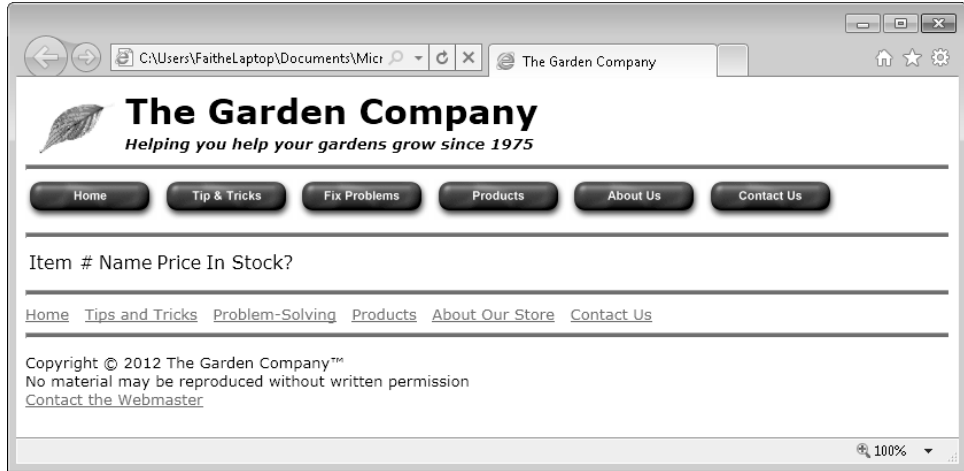 C:\Users\FaitheLaptop\Documents\Micr
The Garden Company
The Garden Company
Helping you help your gardens grow since 1975
Home Tip & Tricks Fix Problems Products About Us Contact Us
Item # Name Price In Stock?
Home Tips and Tricks Problem-Solving Products About Our Store Contact Us
Copyright © 2012 The Garden Company™
No material may be reproduced without written permission
Contact the Webmaster
100%